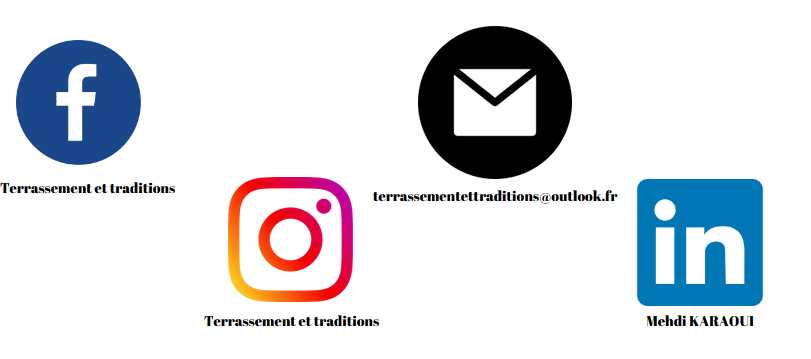 Terrassement et traditions
terrassementettraditions@outlook.fr
Terrassement et traditions
Mehdi KARAOUI